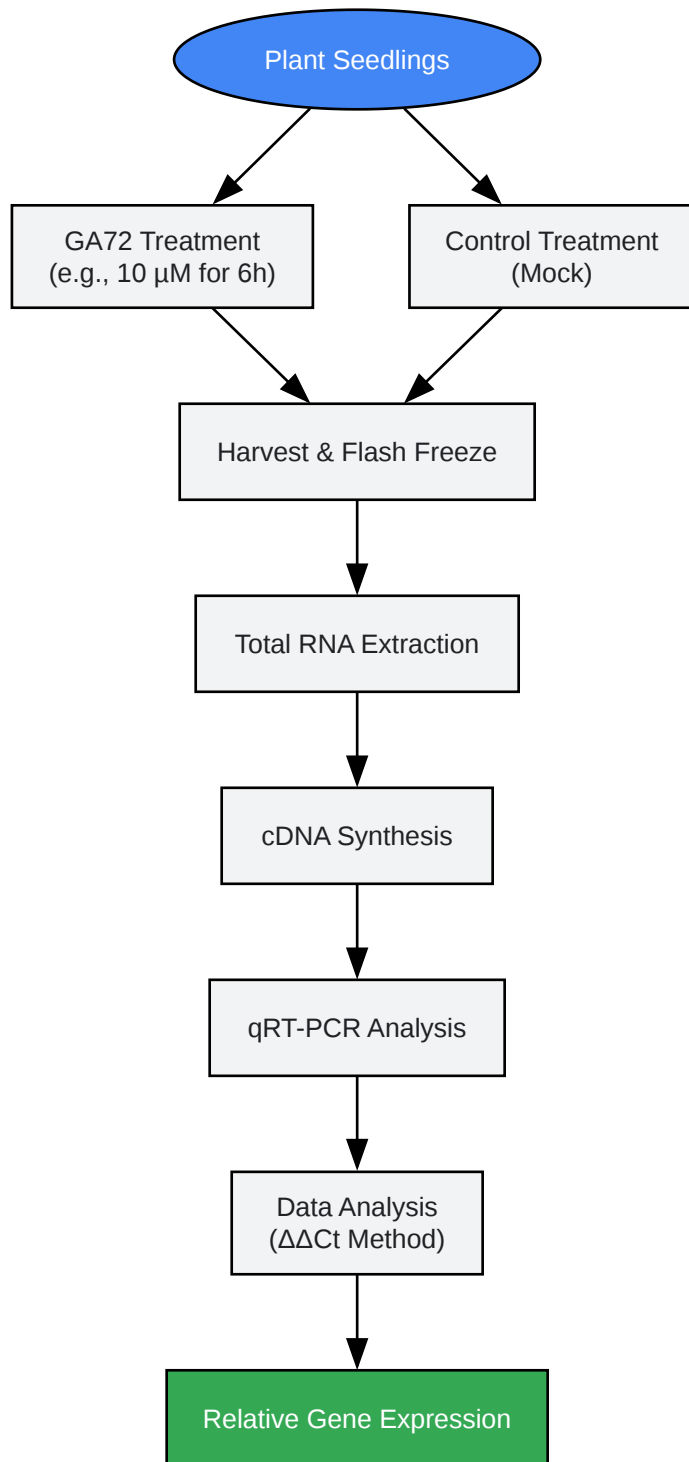 Plant Seedlings
GA72 Treatment
(e.g., 10 µM for 6h)
Control Treatment
(Mock)
Harvest & Flash Freeze
Total RNA Extraction
cDNA Synthesis
qRT-PCR Analysis
Data Analysis
(ΔΔCt Method)
Relative Gene Expression